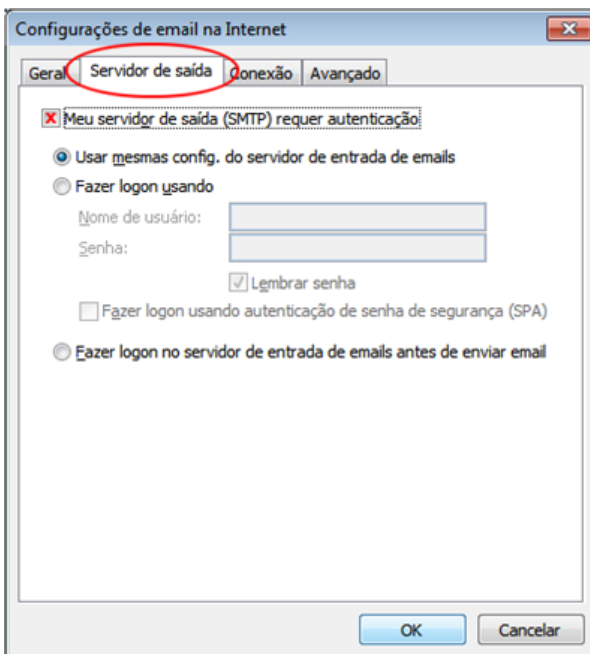 Configurações de email na Internet
Geral Servidor de saída Conexão Avançado
Meu servidor de saída (SMTP) requer autenticação
Usar mesmas config. do servidor de entrada de emails
Fazer logon usando
Nome de usuário:
Senha:
Lembrar senha
Fazer logon usando autenticação de senha de segurança (SPA)
Fazer logon no servidor de entrada de emails antes de enviar email
OK Cancelar